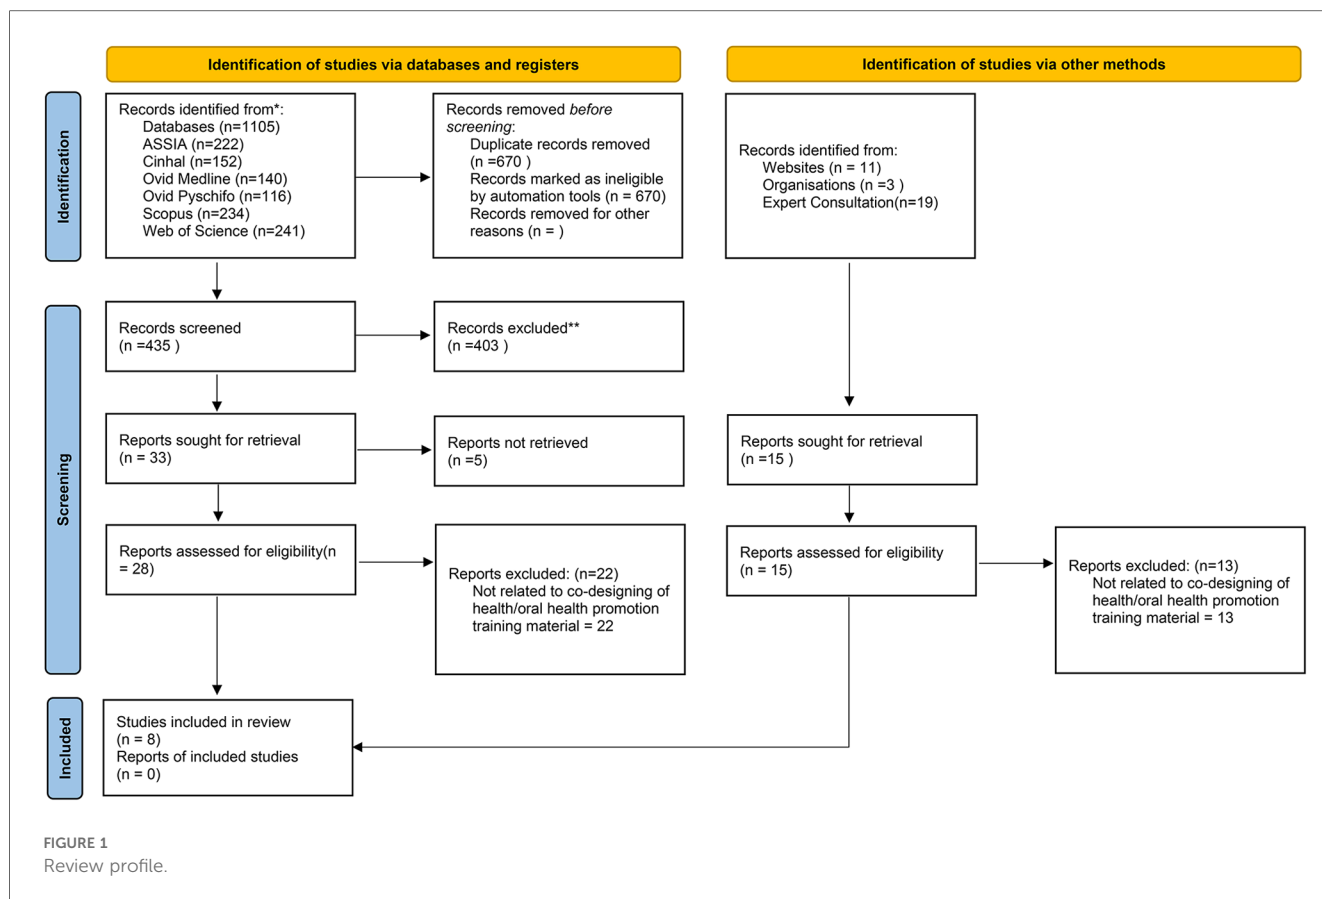 Identification of studies via databases and registers
Identification of studies via other methods
Identification
Records identified from*:
Databases (n=1105)
ASSIA (n=222)
Cinhal (n=152)
Ovid Medline (n=140)
Ovid Pyschifo (n=116)
Scopus (n=234)
Web of Science (n=241)
Records removed before
screening:
Duplicate records removed
(n =670 )
Records marked as ineligible
by automation tools (n = 670)
Records removed for other
reasons (n = )
Records identified from:
Websites (n = 11)
Organisations (n =3 )
Expert Consultation(n=19)
Screening
Records screened
(n =435 )
Records excluded**
(n =403 )
Reports sought for retrieval
(n = 33)
Reports not retrieved
(n =5)
Reports sought for retrieval
(n =15 )
Reports assessed for eligibility(n
= 28)
Reports excluded: (n=22)
Not related to co-designing of
health/oral health promotion
training material = 22
Reports assessed for eligibility
(n = 15)
Reports excluded: (n=13)
Not related to co-designing of
health/oral health promotion
training material = 13
Included
Studies included in review
(n = 8)
Reports of included studies
(n = 0)
FIGURE 1
Review profile.